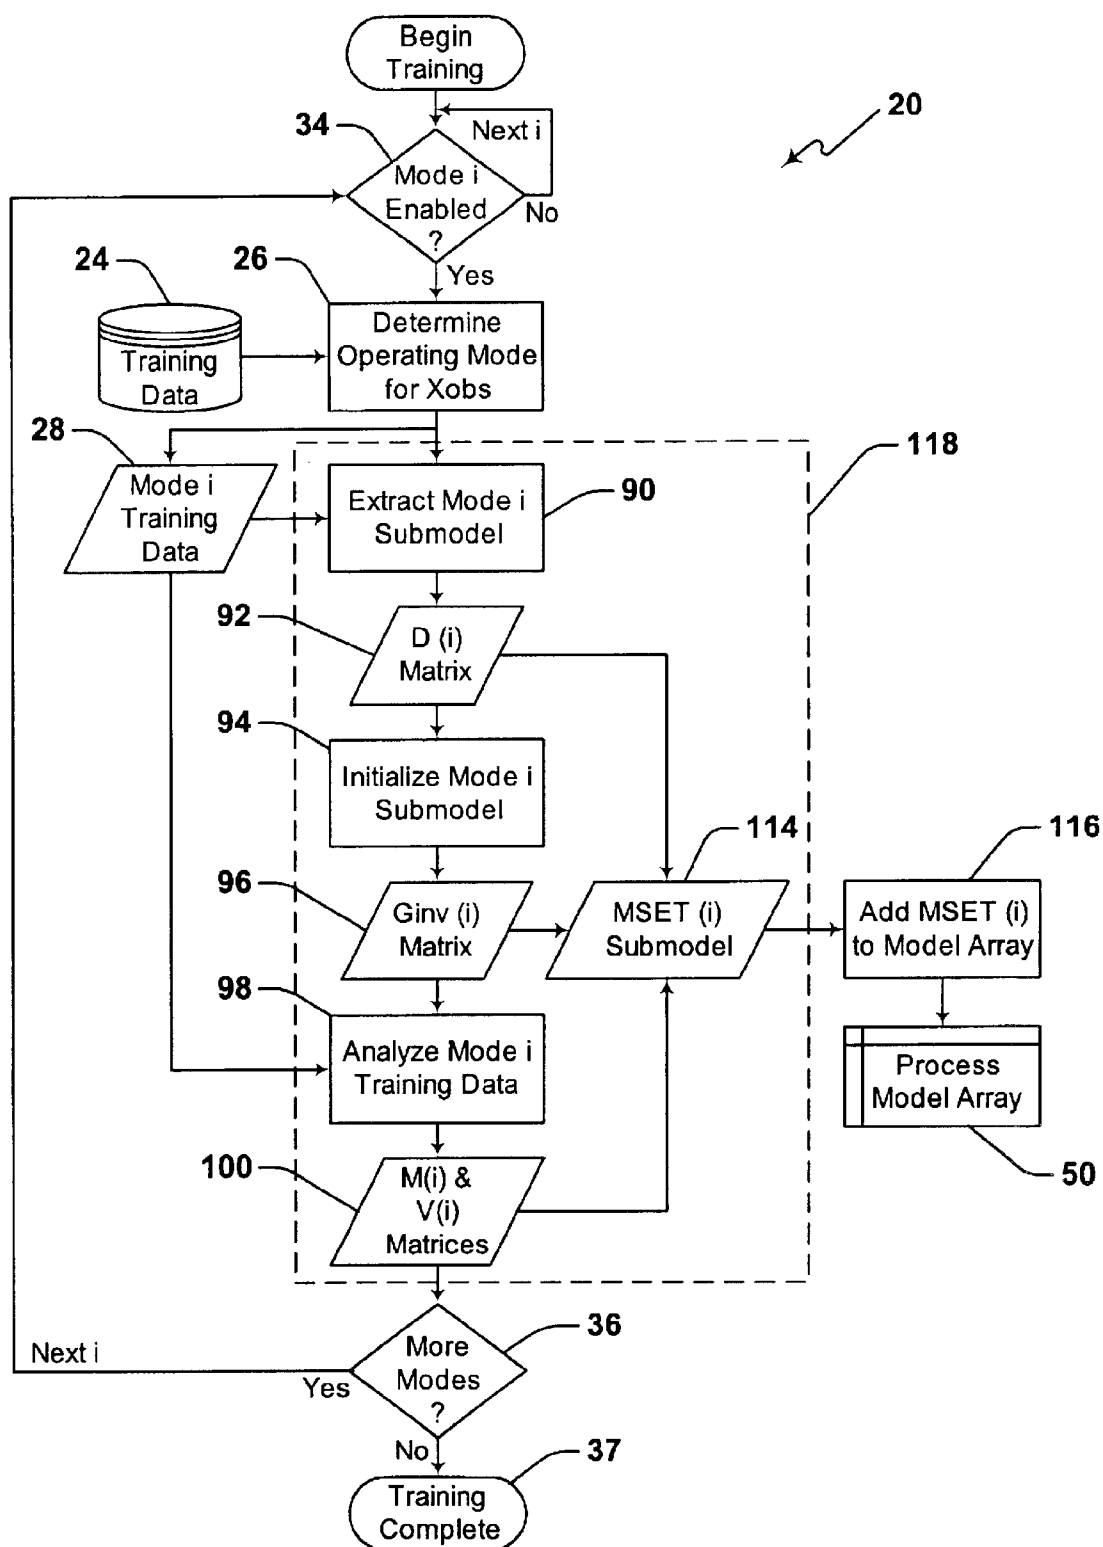 Begin
Training
20
34
Next i
Mode i
Enabled
?
No
Yes
24
26
Training
Data
Determine
Operating Mode
for Xobs
28
118
Mode i
Training
Data
Extract Mode i
Submodel
90
92
D (i)
Matrix
94
Initialize Mode i
Submodel
114
116
96
Ginv (i)
Matrix
MSET (i)
Submodel
Add MSET (i)
to Model Array
98
Analyze Mode i
Training Data
Process
Model Array
50
100
M(i) &
V(i)
Matrices
36
Next i
More
Modes
?
Yes
No
37
Training
Complete